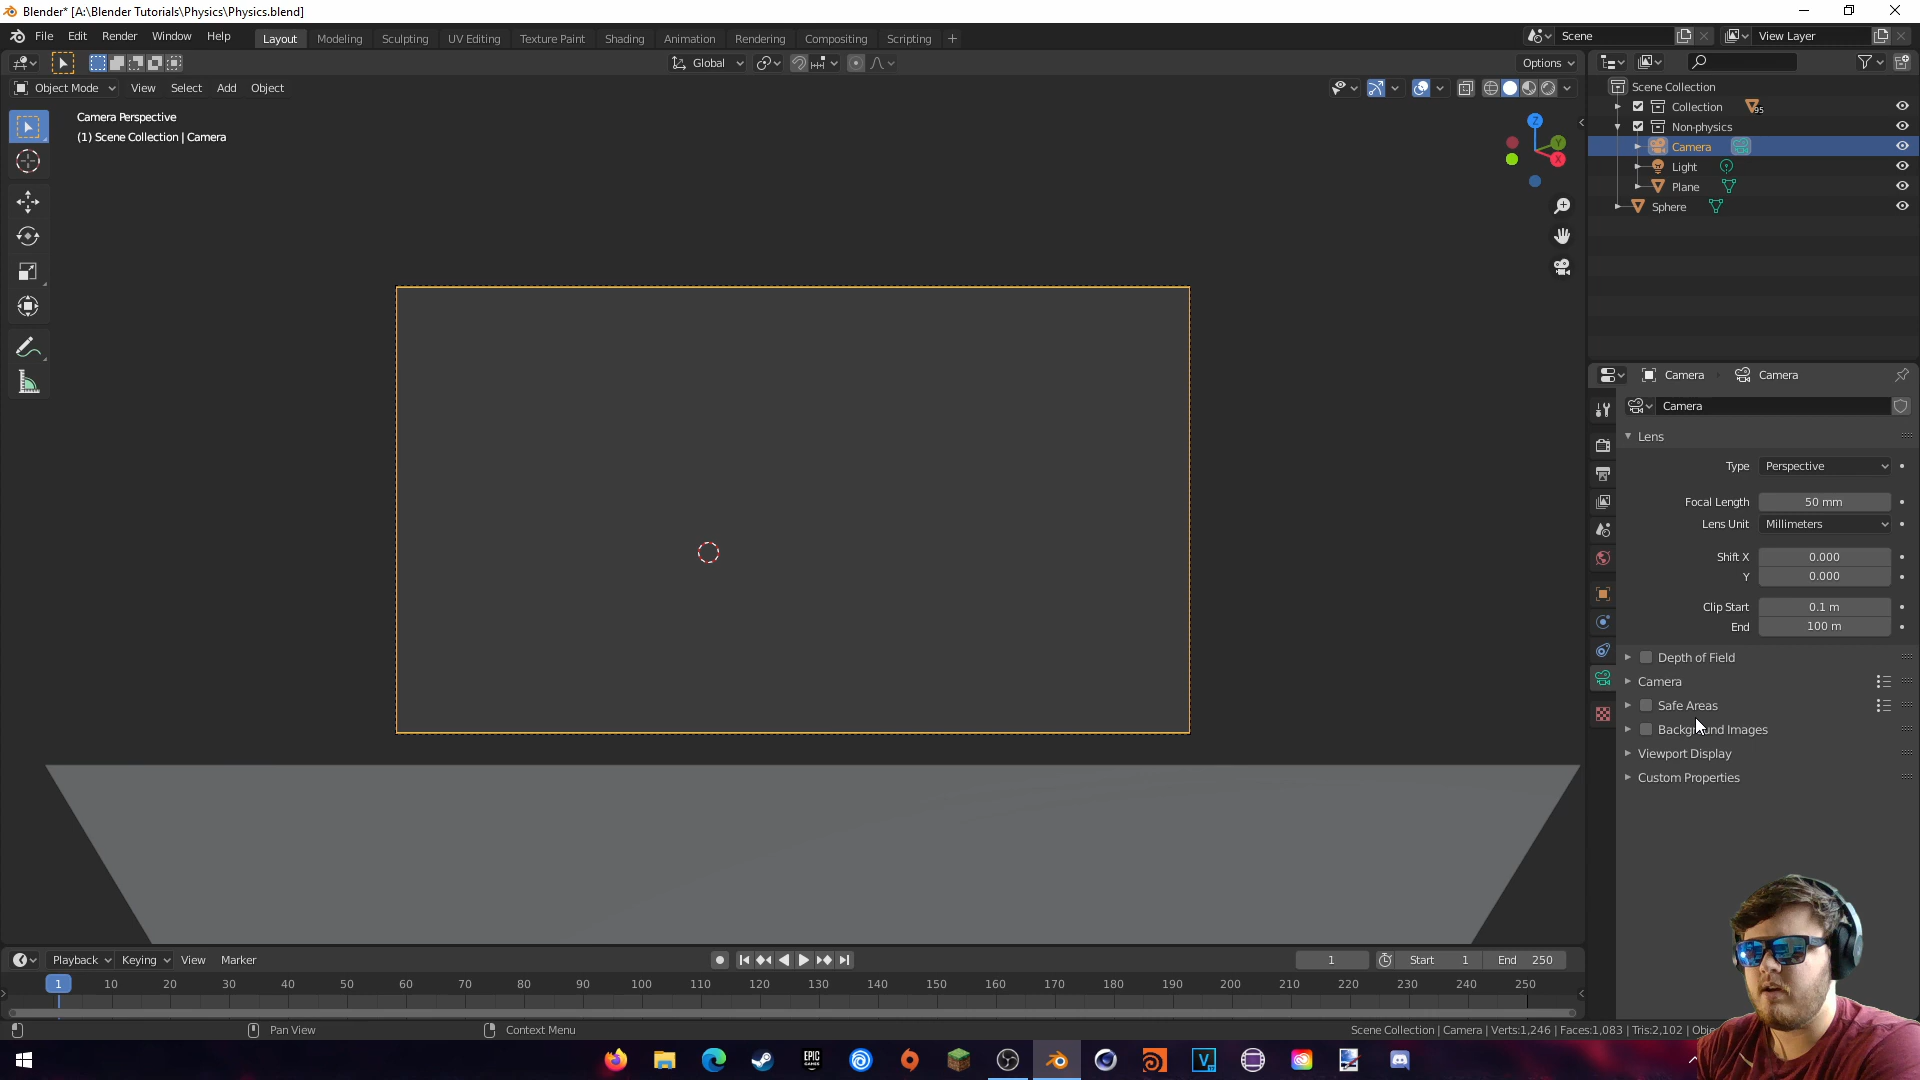 Blender* [A:\Blender Tutorials\Physics\Physics.blend]
File Edit Render Window Help Layout Modeling Sculpting UV Editing Texture Paint Shading Animation Rendering Compositing Scripting + Scene View Layer
Global Options
Object Mode View Select Add Object
Camera Perspective
(1) Scene Collection | Camera
Z
Y
X
Scene Collection
Collection 95
Non-physics
Camera
Light
Plane
Sphere
Camera Camera
Camera
Lens
Type Perspective
Focal Length 50 mm
Lens Unit Millimeters
Shift X 0.000
Y 0.000
Clip Start 0.1 m
End 100 m
Depth of Field
Camera
Safe Areas
Background Images
Viewport Display
Custom Properties
Playback Keying View Marker 1 Start 1 End 250
1 10 20 30 40 50 60 70 80 90 100 110 120 130 140 150 160 170 180 190 200 210 220 230 240 250
Pan View Context Menu Scene Collection | Camera | Verts:1,246 | Faces:1,083 | Tris:2,102 | Obje
EPIC GAMES
V